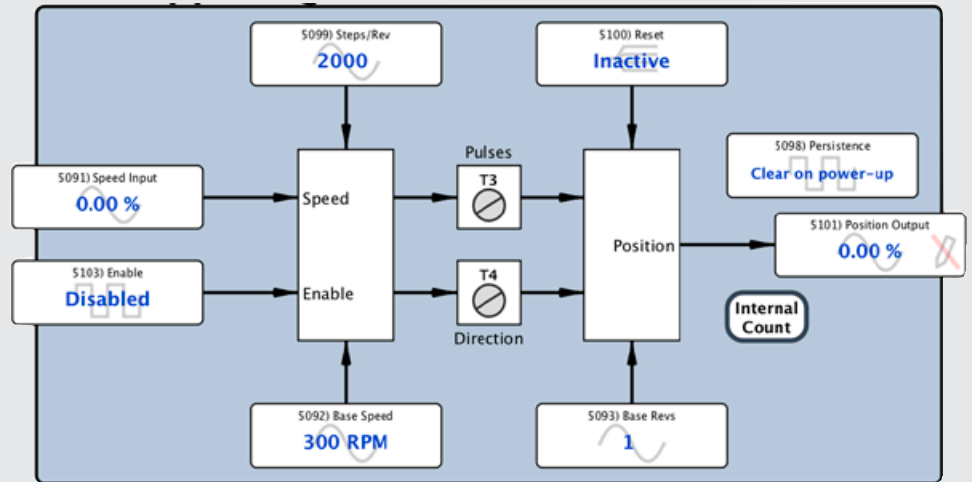 5099) Steps/Rev
2000
5100) Reset
Inactive
5098) Persistence
Clear on power-up
Pulses
T3
5091) Speed Input
0.00 %
Speed
5101) Position Output
0.00 %
Position
5103) Enable
Disabled
Enable
T4
Direction
Internal
Count
5092) Base Speed
300 RPM
5093) Base Revs
1